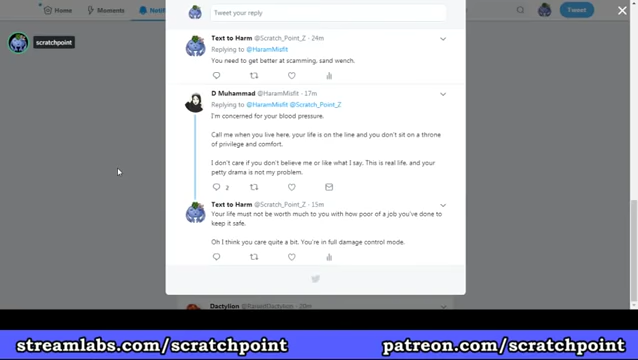 Home
Moments
Notifi
Tweet
scratchpoint
Tweet your reply
Text to Harm @Scratch_Point_Z · 24m
Replying to @HaramMisfit
You need to get better at scamming, sand wench.
D Muhammad @HaramMisfit · 17m
Replying to @HaramMisfit @Scratch_Point_Z
I'm concerned for your blood pressure.
Call me when you live here, your life is on the line and you don't sit on a throne
of privilege and comfort.
I don't care if you don't believe me or like what I say. This is real life, and your
petty drama is not my problem.
2
Text to Harm @Scratch_Point_Z · 15m
Your life must not be worth much to you with how poor of a job you've done to
keep it safe.
Oh I think you care quite a bit. You're in full damage control mode.
Dactylion · 20m
streamlabs.com/scratchpoint
patreon.com/scratchpoint